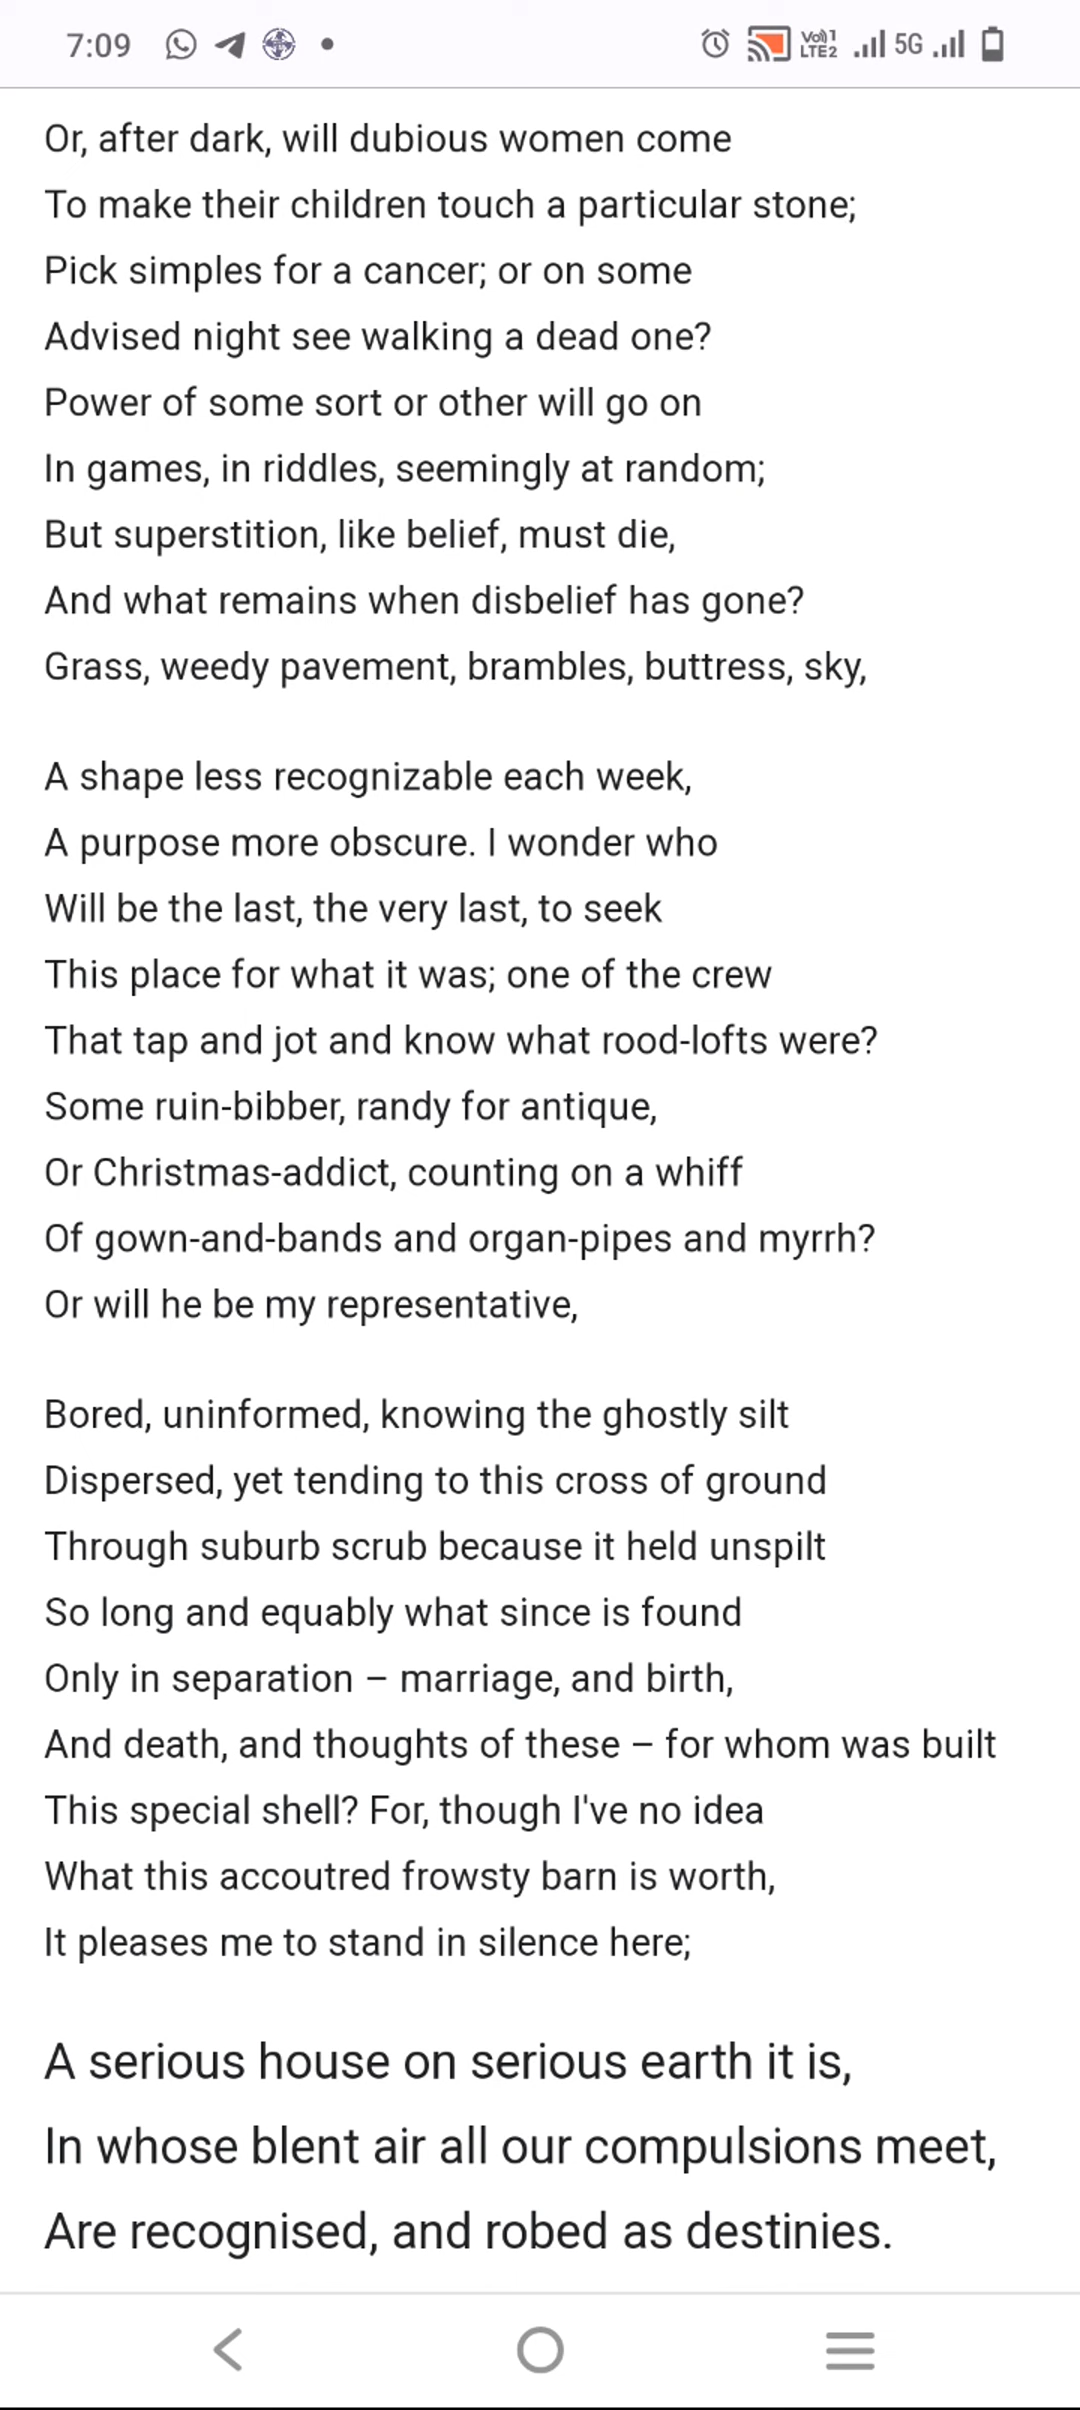 7:09
Vo))1
LTE2
5G
Or, after dark, will dubious women come
To make their children touch a particular stone;
Pick simples for a cancer; or on some
Advised night see walking a dead one?
Power of some sort or other will go on
In games, in riddles, seemingly at random;
But superstition, like belief, must die,
And what remains when disbelief has gone?
Grass, weedy pavement, brambles, buttress, sky,
A shape less recognizable each week,
A purpose more obscure. I wonder who
Will be the last, the very last, to seek
This place for what it was; one of the crew
That tap and jot and know what rood-lofts were?
Some ruin-bibber, randy for antique,
Or Christmas-addict, counting on a whiff
Of gown-and-bands and organ-pipes and myrrh?
Or will he be my representative,
Bored, uninformed, knowing the ghostly silt
Dispersed, yet tending to this cross of ground
Through suburb scrub because it held unspilt
So long and equably what since is found
Only in separation – marriage, and birth,
And death, and thoughts of these – for whom was built
This special shell? For, though I've no idea
What this accoutred frowsty barn is worth,
It pleases me to stand in silence here;
A serious house on serious earth it is,
In whose blent air all our compulsions meet,
Are recognised, and robed as destinies.